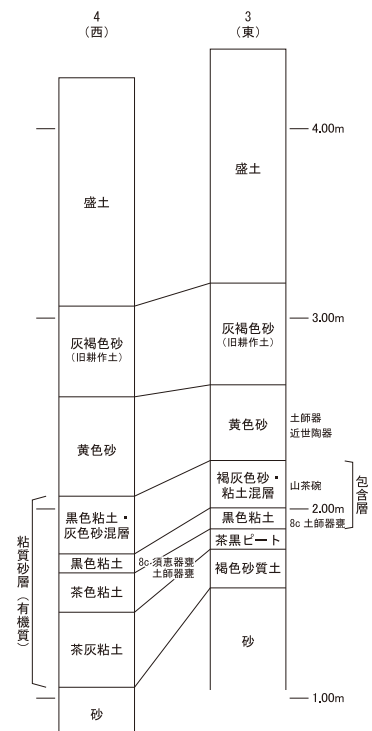 4
(西)
3
(東)
4.00m
盛土
盛土
3.00m
灰褐色砂
(旧耕作土)
灰褐色砂
(旧耕作土)
黄色砂
黄色砂
土師器
近世陶器
褐灰色砂・
粘土混層
山茶碗
包含層
2.00m
黒色粘土・
灰色砂混層
黒色粘土
8c 土師器甕
茶黒ピート
黒色粘土
8c-須恵器甕
土師器甕
茶色粘土
褐色砂質土
粘質砂層(有機質)
茶灰粘土
砂
砂
1.00m